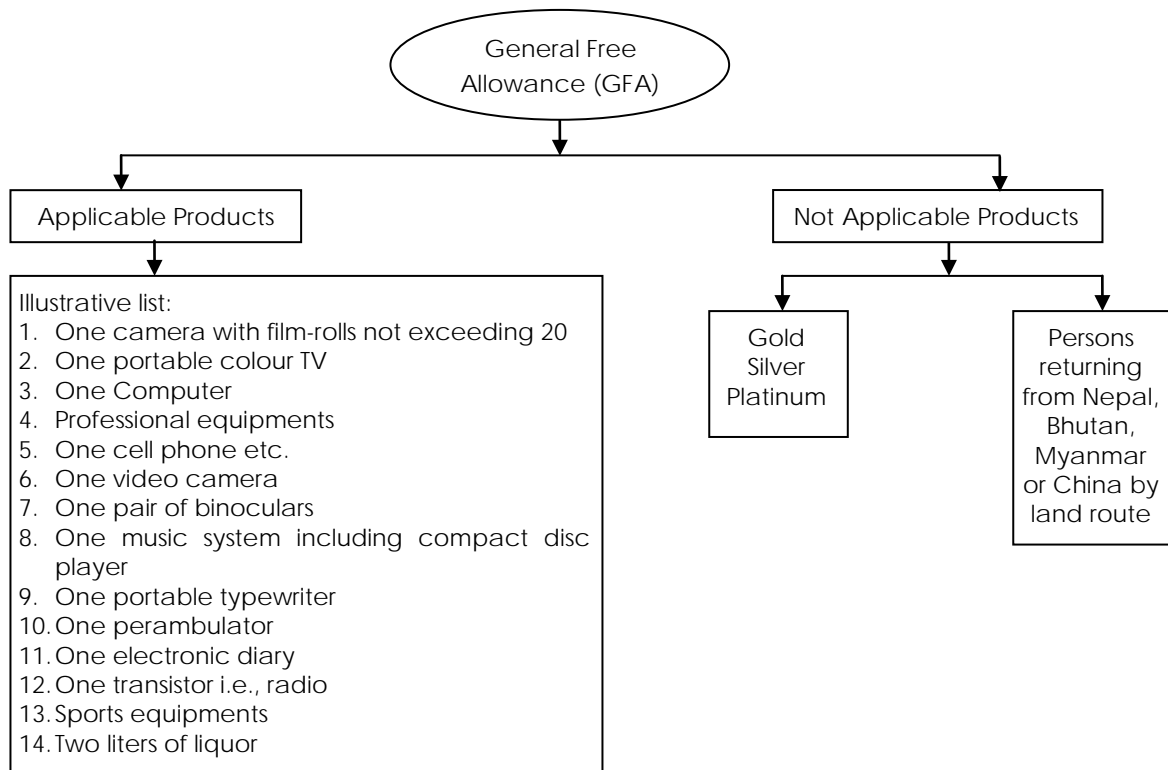 General Free
Allowance (GFA)
Applicable Products
Not Applicable Products
Illustrative list:
1. One camera with film-rolls not exceeding 20
2. One portable colour TV
3. One Computer
4. Professional equipments
5. One cell phone etc.
6. One video camera
7. One pair of binoculars
8. One music system including compact disc
player
9. One portable typewriter
10. One perambulator
11. One electronic diary
12. One transistor i.e., radio
13. Sports equipments
14. Two liters of liquor
Gold
Silver
Platinum
Persons
returning
from Nepal,
Bhutan,
Myanmar
or China by
land route